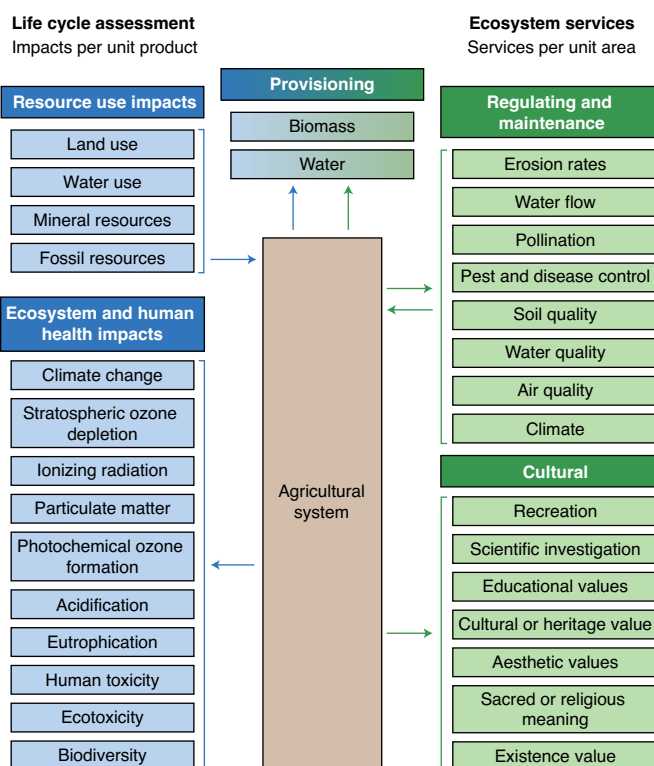 Life cycle assessment
Impacts per unit product
Resource use impacts
Land use
Water use
Mineral resources
Fossil resources
Ecosystem and human
health impacts
Climate change
Stratospheric ozone
depletion
Ionizing radiation
Particulate matter
Photochemical ozone
formation
Acidification
Eutrophication
Human toxicity
Ecotoxicity
Biodiversity
Provisioning
Biomass
Water
Agricultural
system
Ecosystem services
Services per unit area
Regulating and
maintenance
Erosion rates
Water flow
Pollination
Pest and disease control
Soil quality
Water quality
Air quality
Climate
Cultural
Recreation
Scientific investigation
Educational values
Cultural or heritage value
Aesthetic values
Sacred or religious
meaning
Existence value